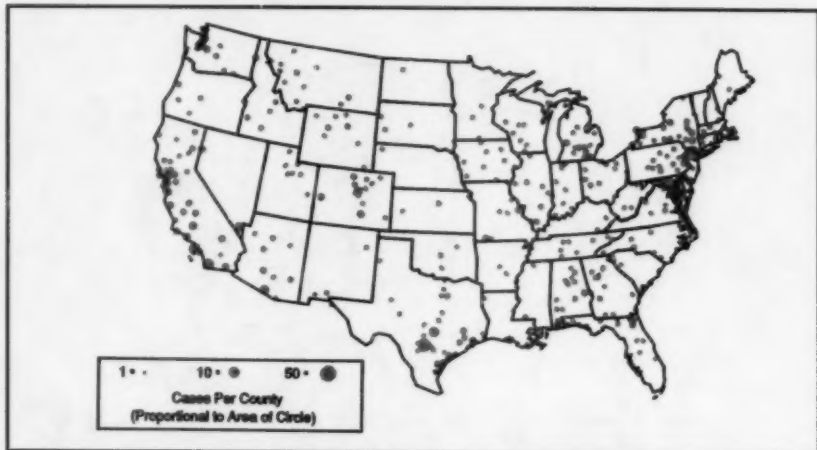 1 • 10 • 50 •
Cases Per County
(Proportional to Area of Circle)